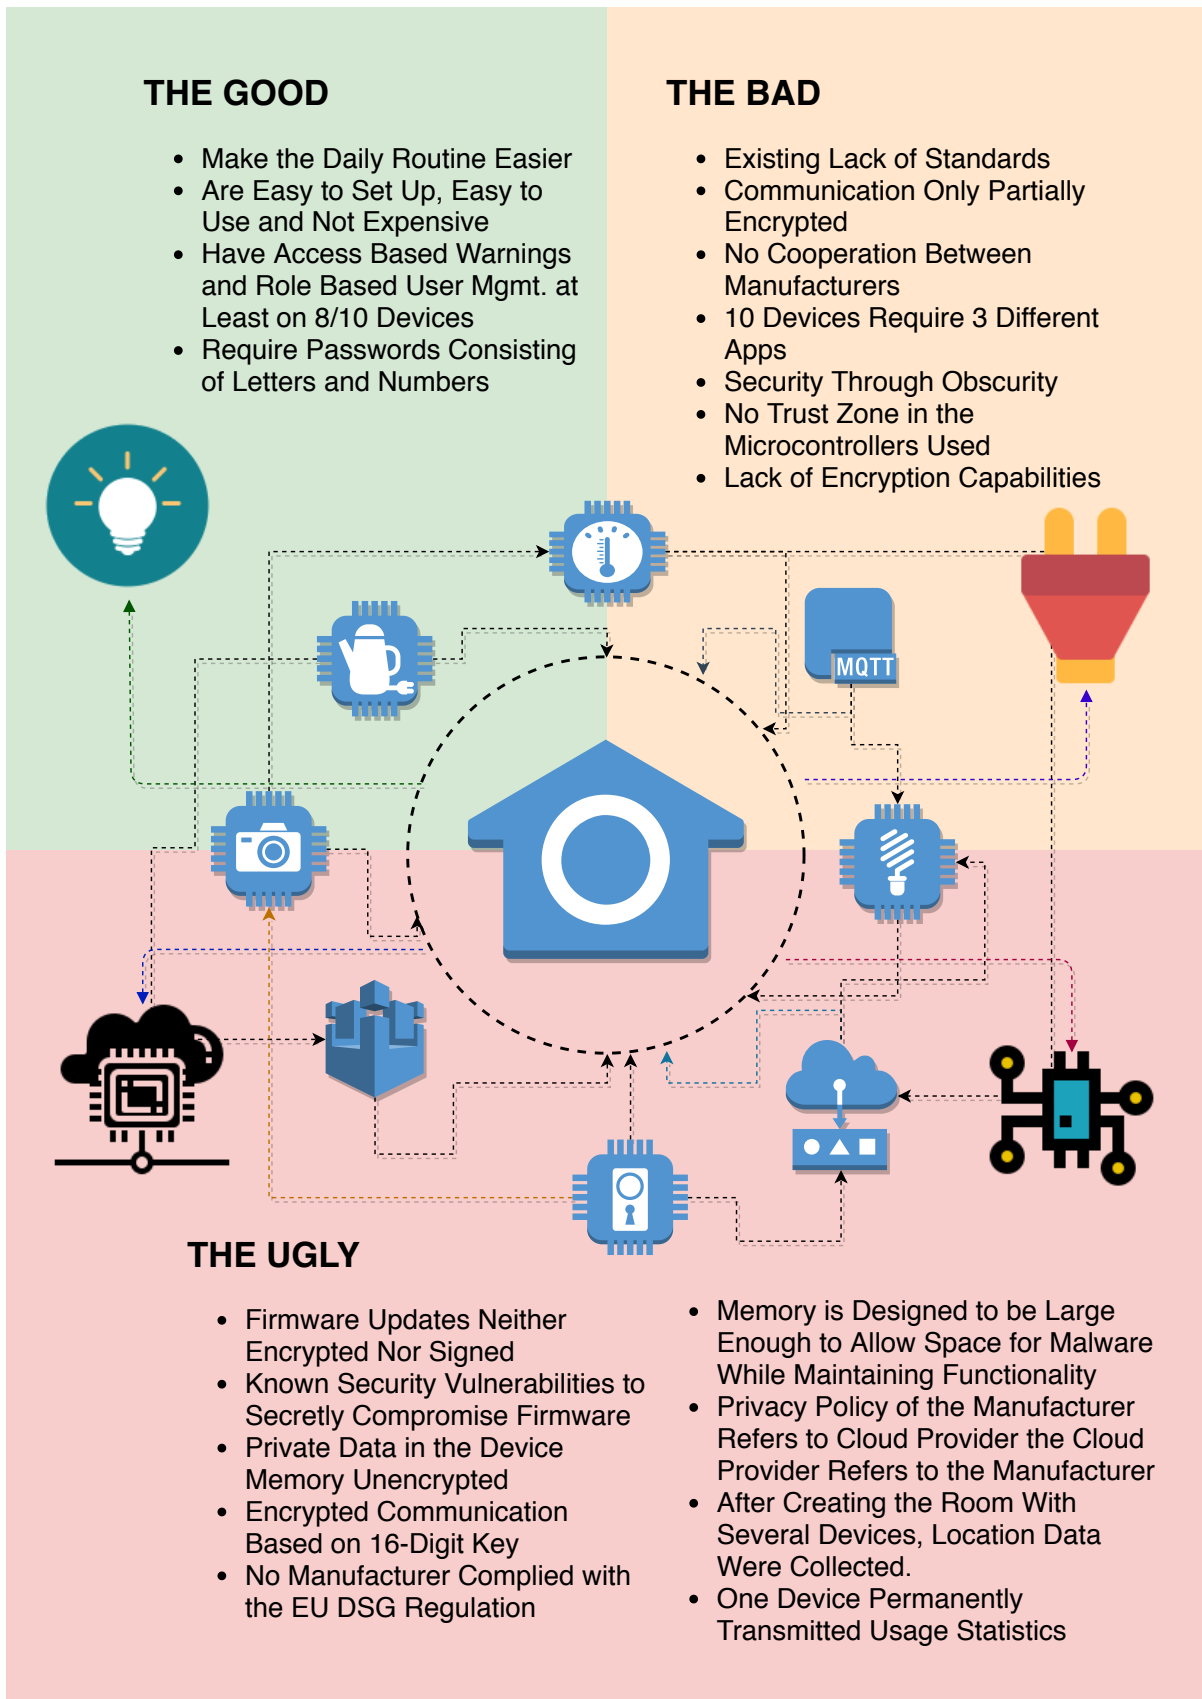 THE GOOD
• Make the Daily Routine Easier
• Are Easy to Set Up, Easy to
Use and Not Expensive
• Have Access Based Warnings
and Role Based User Mgmt. at
Least on 8/10 Devices
• Require Passwords Consisting
of Letters and Numbers
THE BAD
• Existing Lack of Standards
• Communication Only Partially
Encrypted
• No Cooperation Between
Manufacturers
• 10 Devices Require 3 Different
Apps
• Security Through Obscurity
• No Trust Zone in the
Microcontrollers Used
• Lack of Encryption Capabilities
MQTT
THE UGLY
• Firmware Updates Neither
Encrypted Nor Signed
• Known Security Vulnerabilities to
Secretly Compromise Firmware
• Private Data in the Device
Memory Unencrypted
• Encrypted Communication
Based on 16-Digit Key
• No Manufacturer Complied with
the EU DSG Regulation
• Memory is Designed to be Large
Enough to Allow Space for Malware
While Maintaining Functionality
• Privacy Policy of the Manufacturer
Refers to Cloud Provider the Cloud
Provider Refers to the Manufacturer
• After Creating the Room With
Several Devices, Location Data
Were Collected.
• One Device Permanently
Transmitted Usage Statistics